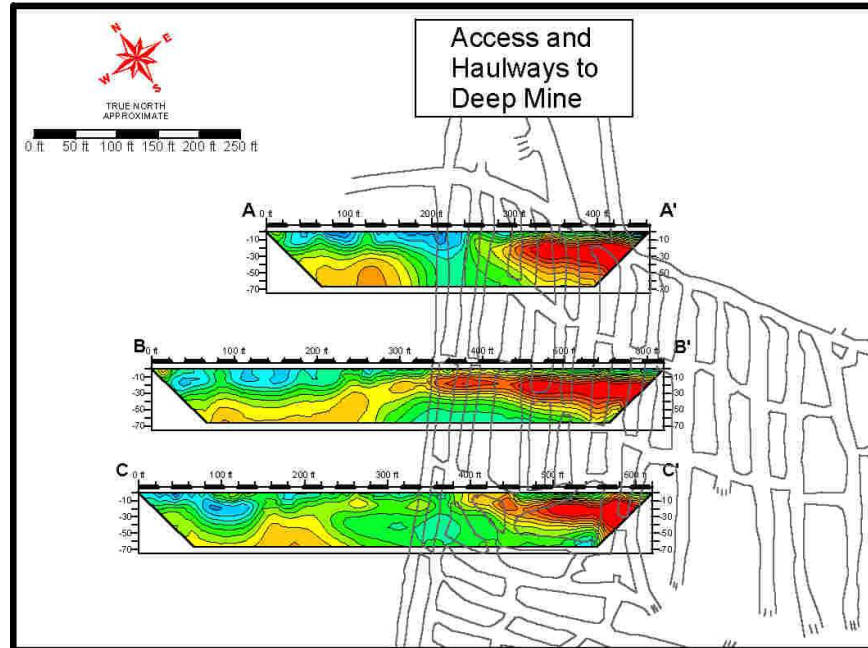 Access and
Haulways to
Deep Mine
N
E
W
S
TRUE NORTH
APPROXIMATE
0 ft 50 ft 100 ft 150 ft 200 ft 250 ft
A 0 ft 100 ft 200 ft 300 ft 400 ft A'
-10 -10
-30 -30
-50 -50
-70 -70
B 0 ft 100 ft 200 ft 300 ft 400 ft 500 ft 600 ft B'
-10 -10
-30 -30
-50 -50
-70 -70
C 0 ft 100 ft 200 ft 300 ft 400 ft 500 ft 600 ft C'
-10 -10
-30 -30
-50 -50
-70 -70